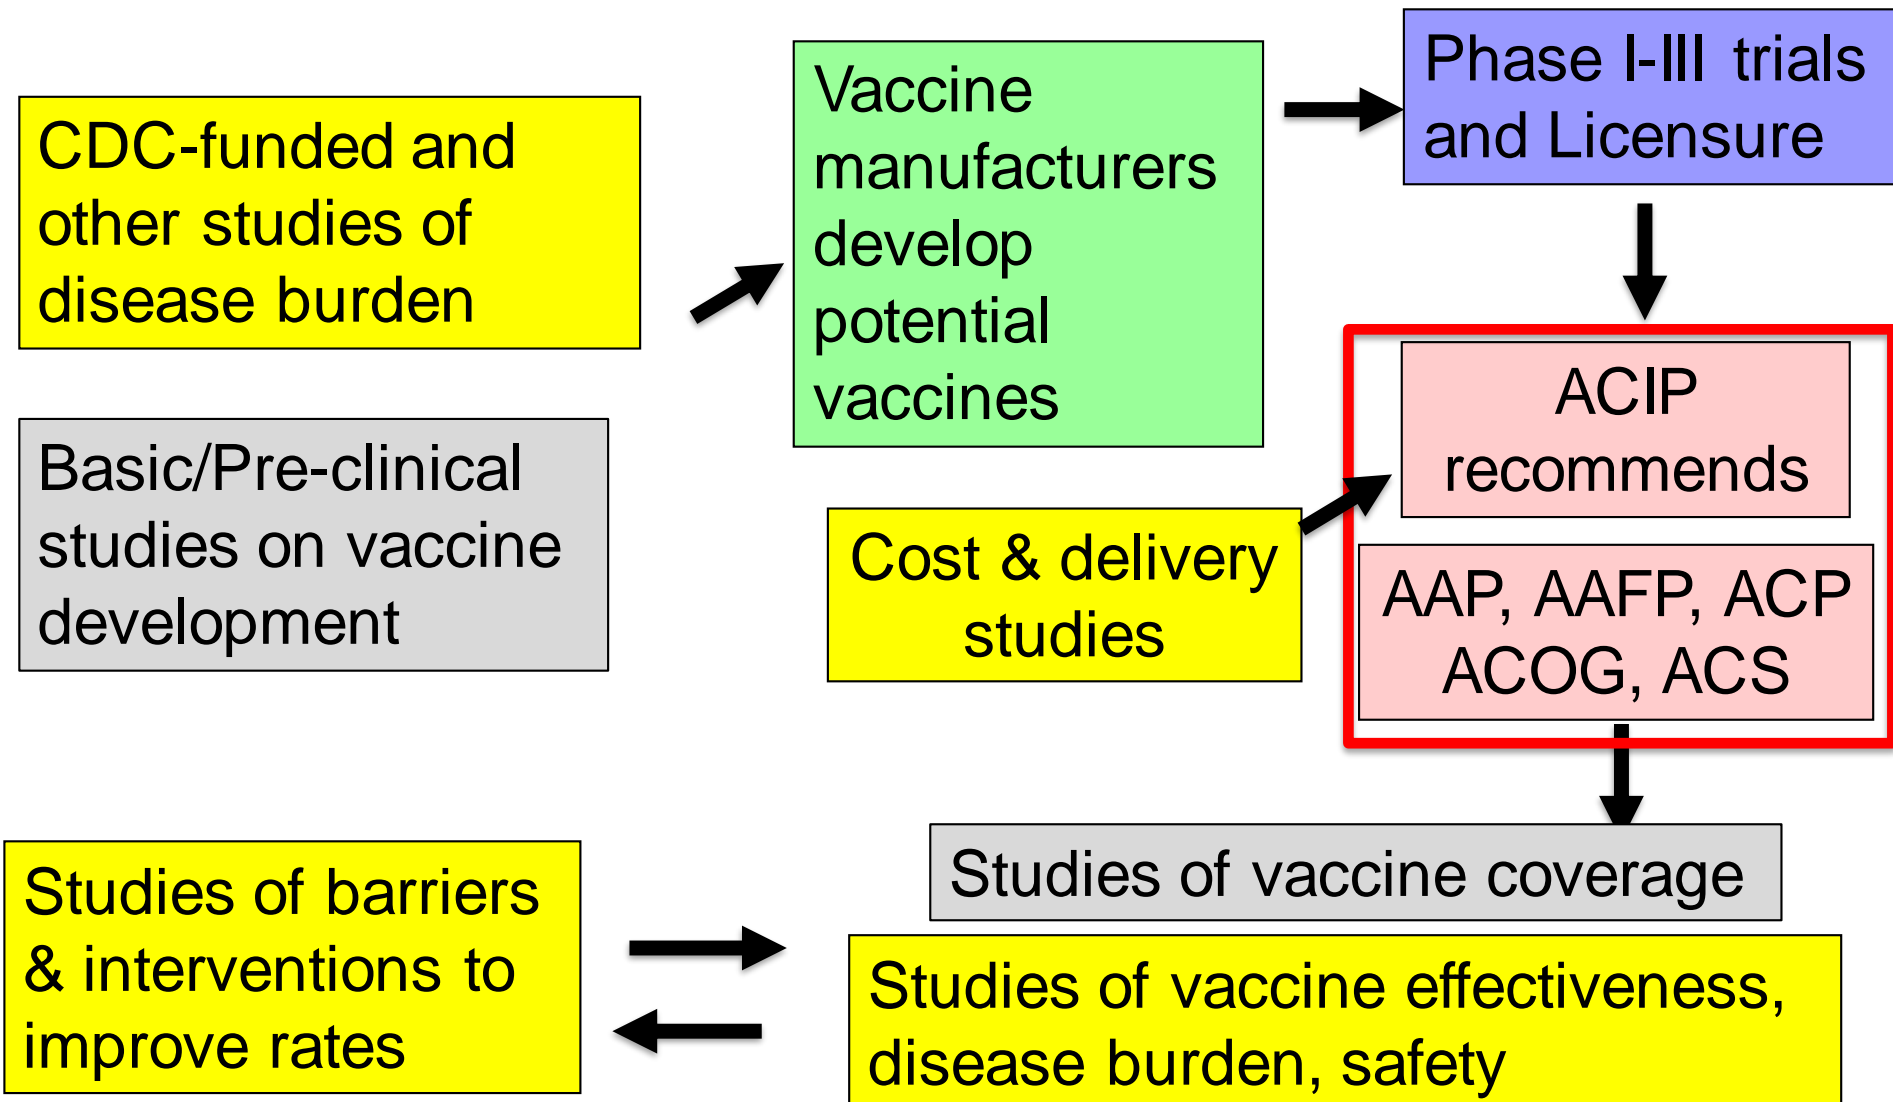 CDC-funded and
other studies of
disease burden
Basic/Pre-clinical
studies on vaccine
development
Vaccine
manufacturers
develop
potential
vaccines
Phase I-III trials
and Licensure
ACIP
recommends
Cost & delivery
studies
AAP, AAFP, ACP
ACOG, ACS
Studies of vaccine coverage
Studies of vaccine effectiveness,
disease burden, safety
Studies of barriers
& interventions to
improve rates